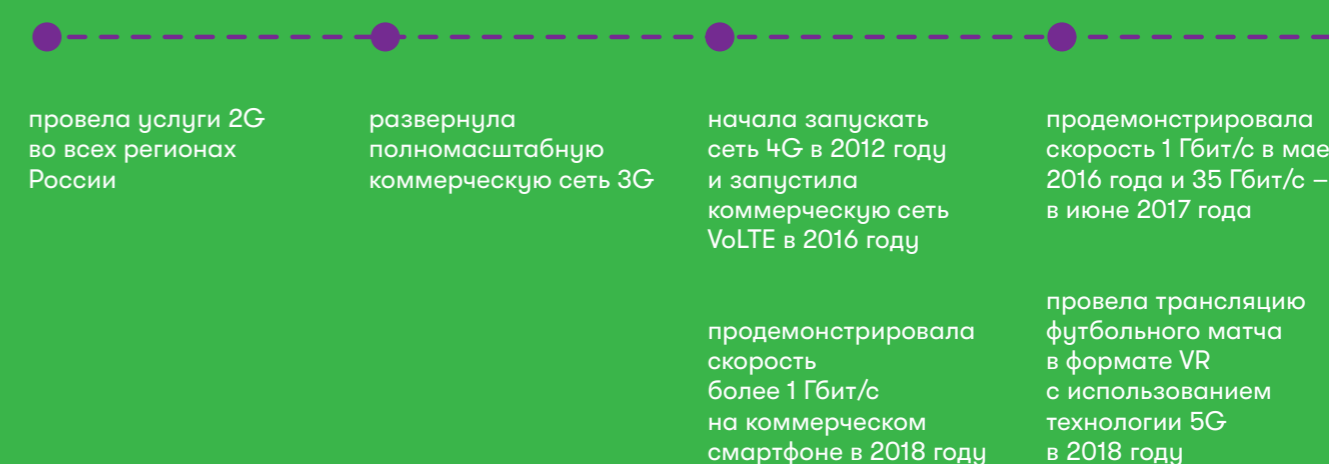 провела услуги 2G
во всех регионах
России
развернула
полномасштабную
коммерческую сеть 3G
начала запускать
сеть 4G в 2012 году
и запустила
коммерческую сеть
VoLTE в 2016 году
продемонстрировала
скорость
более 1 Гбит/с
на коммерческом
смартфоне в 2018 году
продемонстрировала
скорость 1 Гбит/с в мае
2016 года и 35 Гбит/с –
в июне 2017 года
провела трансляцию
футбольного матча
в формате VR
с использованием
технологии 5G
в 2018 году